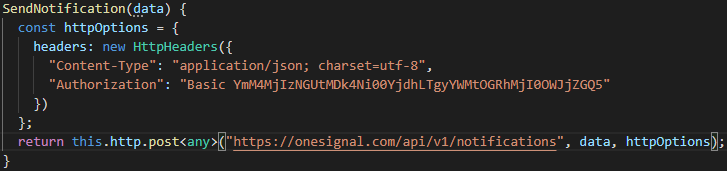 SendNotification(data) {
const httpOptions = {
headers: new HttpHeaders({
"Content-Type": "application/json; charset=utf-8",
"Authorization": "Basic YmM4MjIzNGUtMDk4Ni00YjdhLTgyYWMtOGRhMjI0OWJjZGQ5"
})
};
return this.http.post<any>("https://onesignal.com/api/v1/notifications", data, httpOptions);
}